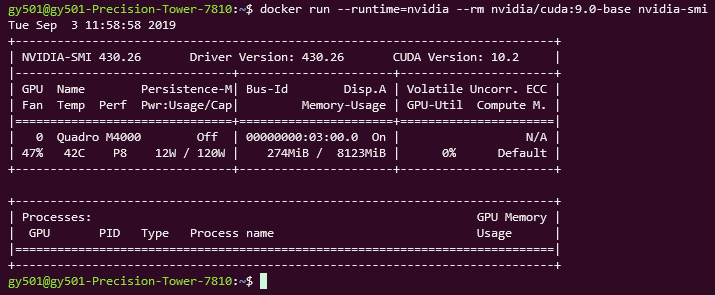 gy501@gy501-Precision-Tower-7810:~$ docker run --runtime=nvidia --rm nvidia/cuda:9.0-base nvidia-smi
Tue Sep  3 11:58:58 2019
+-----------------------------------------------------------------------------+
| NVIDIA-SMI 430.26       Driver Version: 430.26       CUDA Version: 10.2     |
|-------------------------------+----------------------+----------------------+
| GPU  Name        Persistence-M| Bus-Id        Disp.A | Volatile Uncorr. ECC |
| Fan  Temp  Perf  Pwr:Usage/Cap|         Memory-Usage | GPU-Util  Compute M. |
|===============================+======================+======================|
|   0  Quadro M4000        Off  | 00000000:03:00.0  On |                  N/A |
| 47%   42C    P8    12W / 120W |    274MiB /  8123MiB |      0%      Default |
+-------------------------------+----------------------+----------------------+

+-----------------------------------------------------------------------------+
| Processes:                                                       GPU Memory |
|  GPU       PID   Type   Process name                             Usage      |
|=============================================================================|
+-----------------------------------------------------------------------------+
gy501@gy501-Precision-Tower-7810:~$